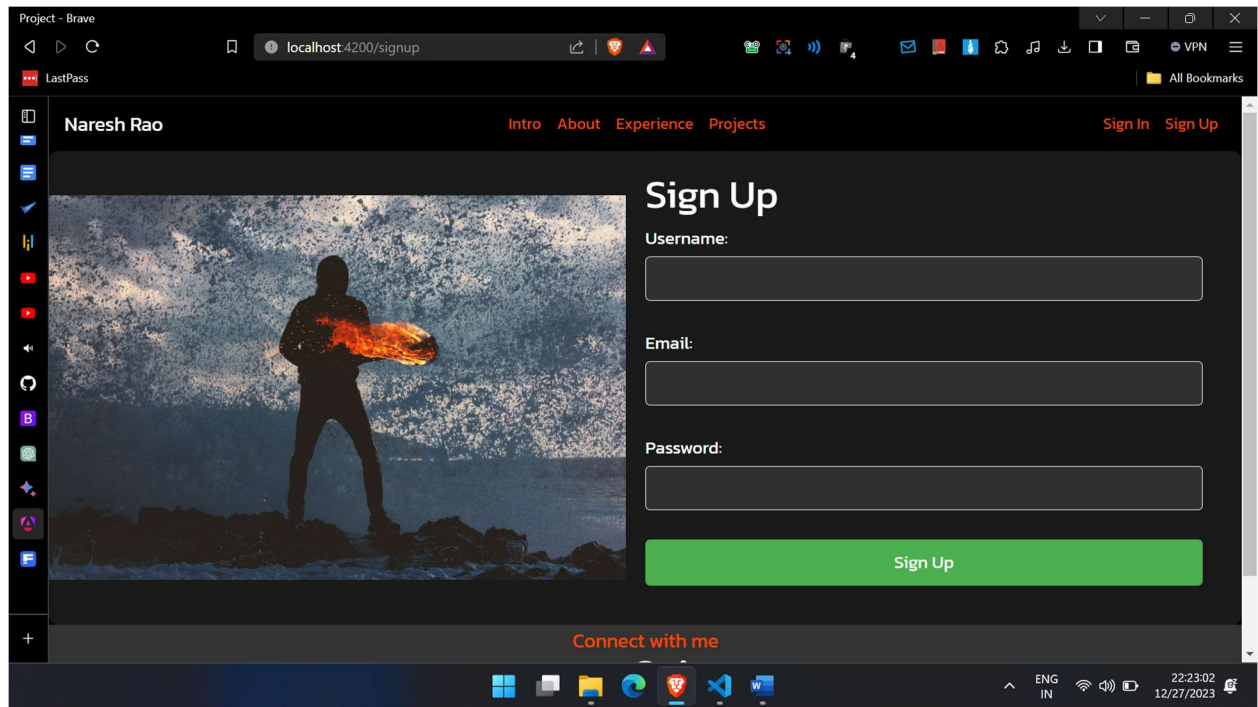 Project - Brave
localhost:4200/signup
4
VPN
LastPass
All Bookmarks
Naresh Rao
Intro About Experience Projects
Sign In Sign Up
Sign Up
Username:
Email:
Password:
Sign Up
B
Connect with me
ENG
IN
22:23:02
12/27/2023